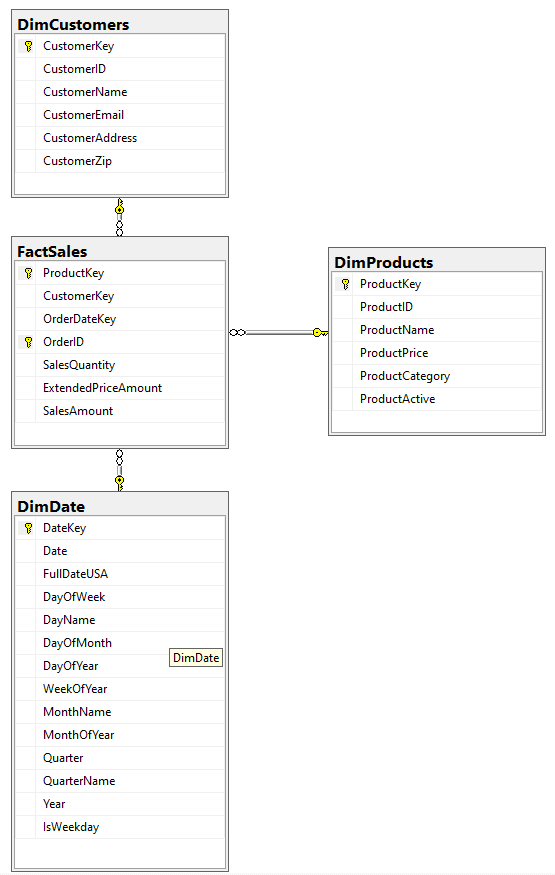 DimCustomers
CustomerKey
CustomerID
CustomerName
CustomerEmail
CustomerAddress
CustomerZip
FactSales
ProductKey
CustomerKey
OrderDateKey
OrderID
SalesQuantity
ExtendedPriceAmount
SalesAmount
DimProducts
ProductKey
ProductID
ProductName
ProductPrice
ProductCategory
ProductActive
DimDate
DateKey
Date
FullDateUSA
DayOfWeek
DayName
DayOfMonth
DimDate
DayOfYear
WeekOfYear
MonthName
MonthOfYear
Quarter
QuarterName
Year
IsWeekday